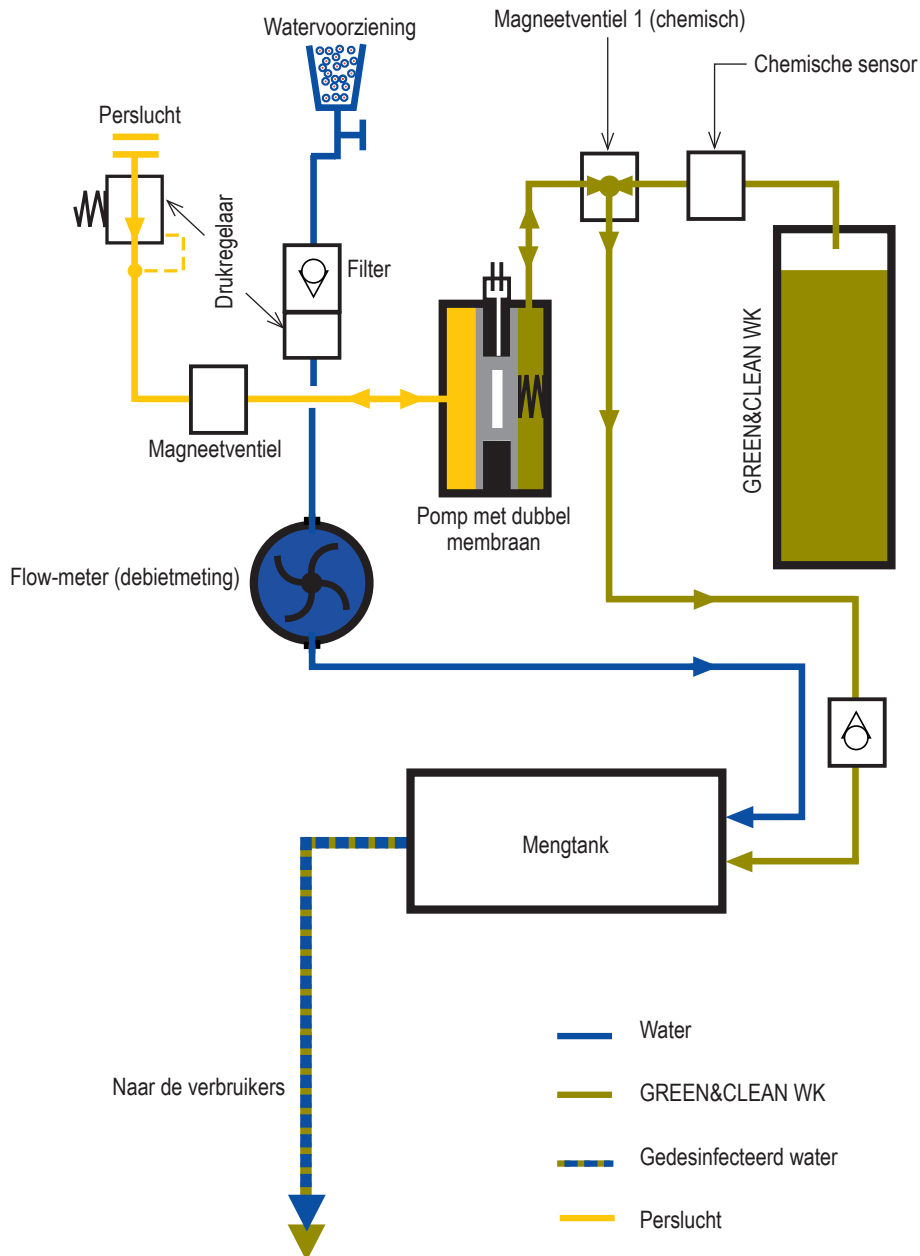 Watervoorziening
Magneetventiel 1 (chemisch)
Chemische sensor
Perslucht
Drukregelaar
Filter
GREEN&CLEAN WK
Magneetventiel
Pomp met dubbel
membraan
Flow-meter (debietmeting)
Mengtank
Naar de verbruikers
Water
GREEN&CLEAN WK
Gedesinfecteerd water
Perslucht